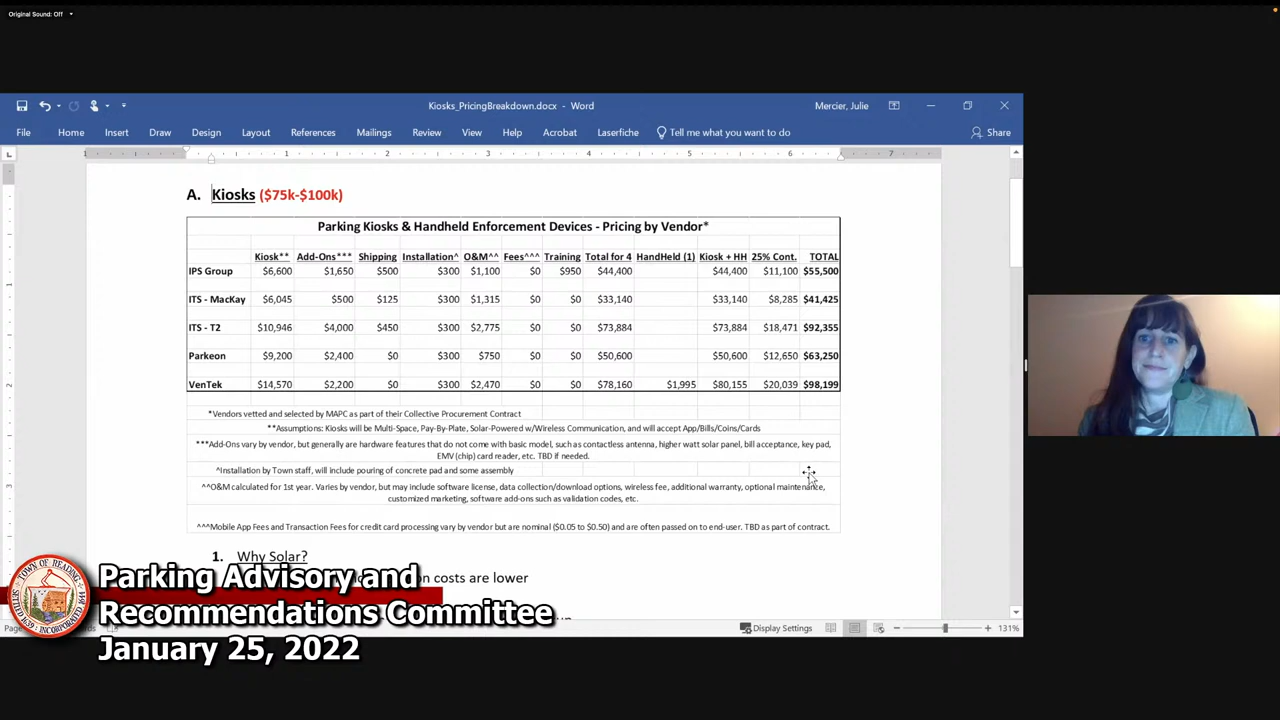 Original Sound: Off
Kiosks_PricingBreakdown.docx - Word
Mercier, Julie
File Home Insert Draw Design Layout References Mailings Review View Help Acrobat Laserfiche Tell me what you want to do Share
1 1 2 3 4 5 6 7
A. Kiosks ($75k-$100k)
Parking Kiosks & Handheld Enforcement Devices - Pricing by Vendor*
Kiosk** Add-Ons*** Shipping Installation^ O&M^^ Fees^^^ Training Total for 4 HandHeld (1) Kiosk + HH 25% Cont. TOTAL
IPS Group $6,600 $1,650 $500 $300 $1,100 $0 $950 $44,400 $44,400 $11,100 $55,500
ITS - MacKay $6,045 $500 $125 $300 $1,315 $0 $0 $33,140 $33,140 $8,285 $41,425
ITS - T2 $10,946 $4,000 $450 $300 $2,775 $0 $0 $73,884 $73,884 $18,471 $92,355
Parkeon $9,200 $2,400 $0 $300 $750 $0 $0 $50,600 $50,600 $12,650 $63,250
VenTek $14,570 $2,200 $0 $300 $2,470 $0 $0 $78,160 $1,995 $80,155 $20,039 $98,199
*Vendors vetted and selected by MAPC as part of their Collective Procurement Contract
**Assumptions: Kiosks will be Multi-Space, Pay-By-Plate, Solar-Powered w/Wireless Communication, and will accept App/Bills/Coins/Cards
***Add-Ons vary by vendor, but generally are hardware features that do not come with basic model, such as contactless antenna, higher watt solar panel, bill acceptance, key pad,
EMV (chip) card reader, etc. TBD if needed.
^Installation by Town staff, will include pouring of concrete pad and some assembly
^^O&M calculated for 1st year. Varies by vendor, but may include software license, data collection/download options, wireless fee, additional warranty, optional maintenance,
customized marketing, software add-ons such as validation codes, etc.
^^^Mobile App Fees and Transaction Fees for credit card processing vary by vendor but are nominal ($0.05 to $0.50) and are often passed on to end-user. TBD as part of contract.
1. Why Solar?
costs are lower
TOWN OF READING
Parking Advisory and
Recommendations Committee
January 25, 2022
Display Settings
131%